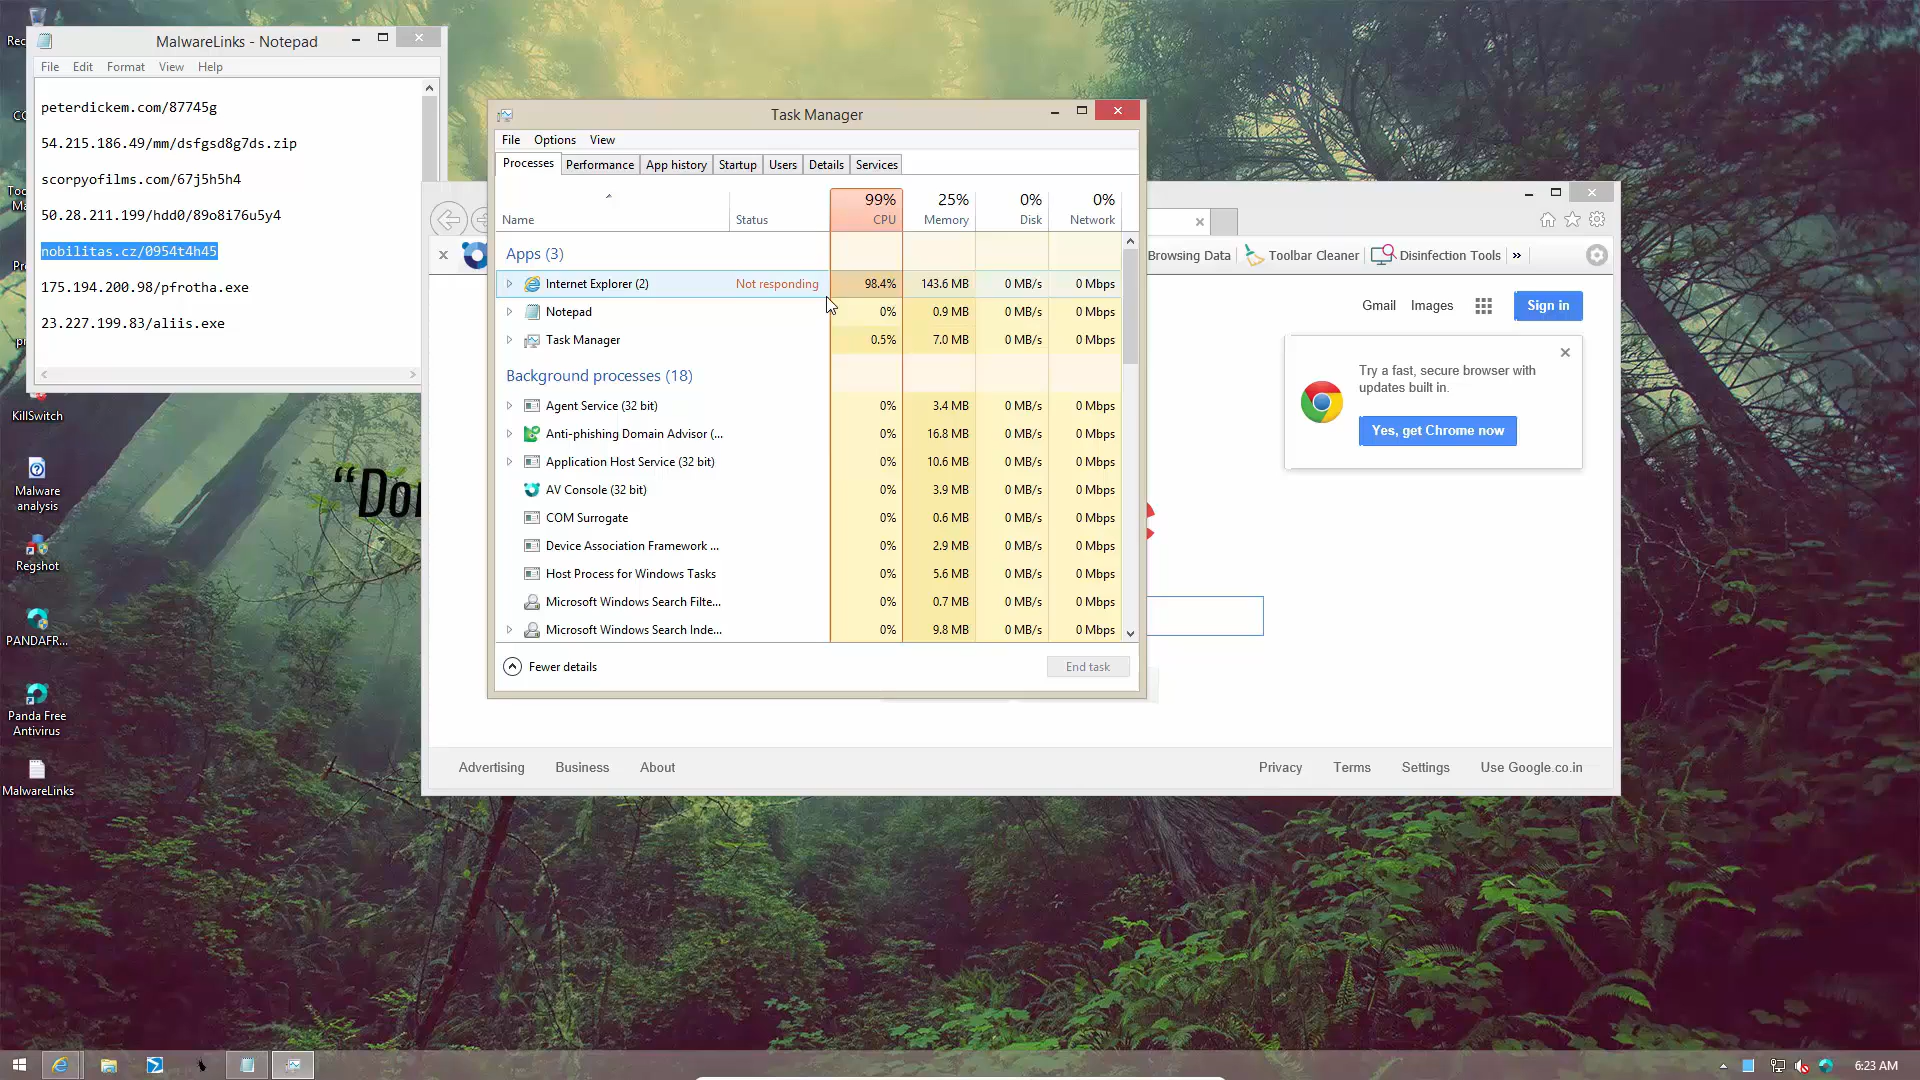 MalwareLinks - Notepad
File Edit Format View Help
peterdickem.com/87745g
54.215.186.49/mm/dsfgsd8g7ds.zip
scorpyofilms.com/67j5h5h4
50.28.211.199/hdd0/89o8i76u5y4
nobilitas.cz/0954t4h45
175.194.200.98/pfrotha.exe
23.227.199.83/aliis.exe
KillSwitch
Malware
analysis
Regshot
PANDAFR...
Panda Free
Antivirus
MalwareLinks
“Do
Task Manager
File Options View
Processes Performance App history Startup Users Details Services
99% 25% 0% 0%
Name Status CPU Memory Disk Network
Apps (3)
Internet Explorer (2) Not responding 98.4% 143.6 MB 0 MB/s 0 Mbps
Notepad 0% 0.9 MB 0 MB/s 0 Mbps
Task Manager 0.5% 7.0 MB 0 MB/s 0 Mbps
Background processes (18)
Agent Service (32 bit) 0% 3.4 MB 0 MB/s 0 Mbps
Anti-phishing Domain Advisor (... 0% 16.8 MB 0 MB/s 0 Mbps
Application Host Service (32 bit) 0% 10.6 MB 0 MB/s 0 Mbps
AV Console (32 bit) 0% 3.9 MB 0 MB/s 0 Mbps
COM Surrogate 0% 0.6 MB 0 MB/s 0 Mbps
Device Association Framework ... 0% 2.9 MB 0 MB/s 0 Mbps
Host Process for Windows Tasks 0% 5.6 MB 0 MB/s 0 Mbps
Microsoft Windows Search Filte... 0% 0.7 MB 0 MB/s 0 Mbps
Microsoft Windows Search Inde... 0% 9.8 MB 0 MB/s 0 Mbps
Fewer details End task
Browsing Data Toolbar Cleaner Disinfection Tools »
Gmail Images Sign in
Try a fast, secure browser with
updates built in.
Yes, get Chrome now
Advertising Business About Privacy Terms Settings Use Google.co.in
6:23 AM